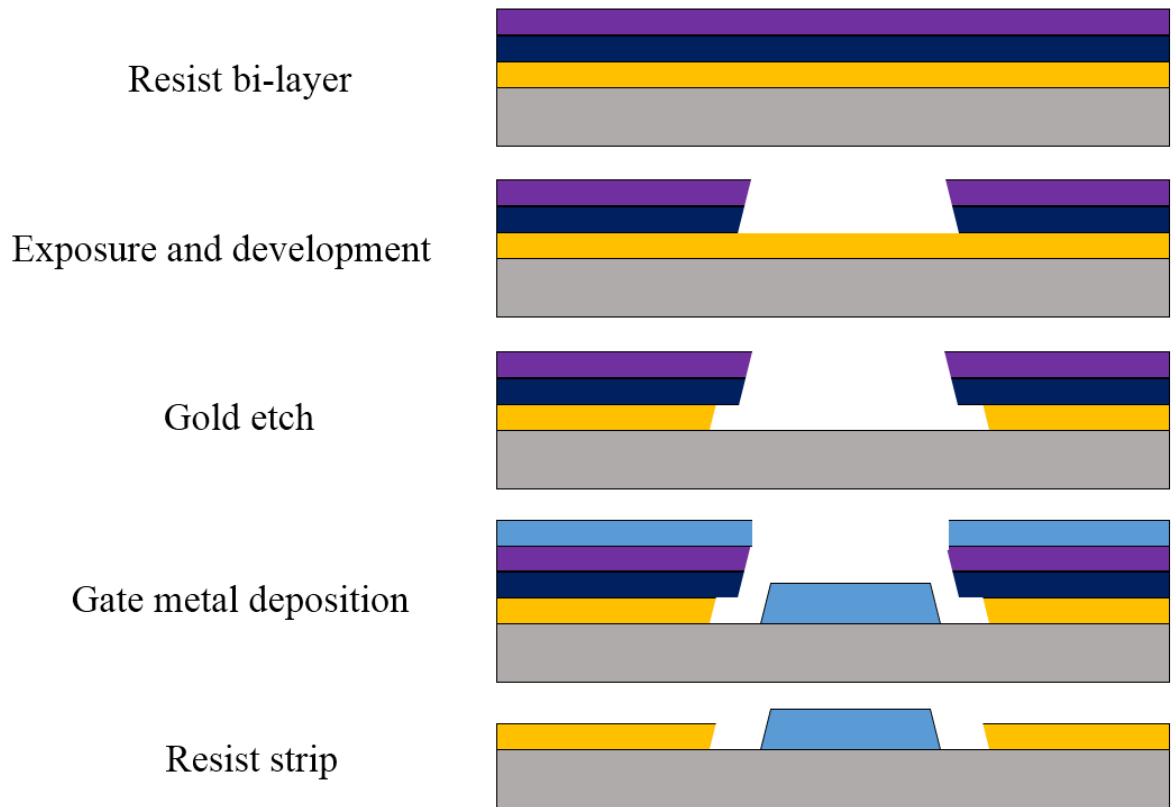 Resist bi-layer
Exposure and development
Gold etch
Gate metal deposition
Resist strip